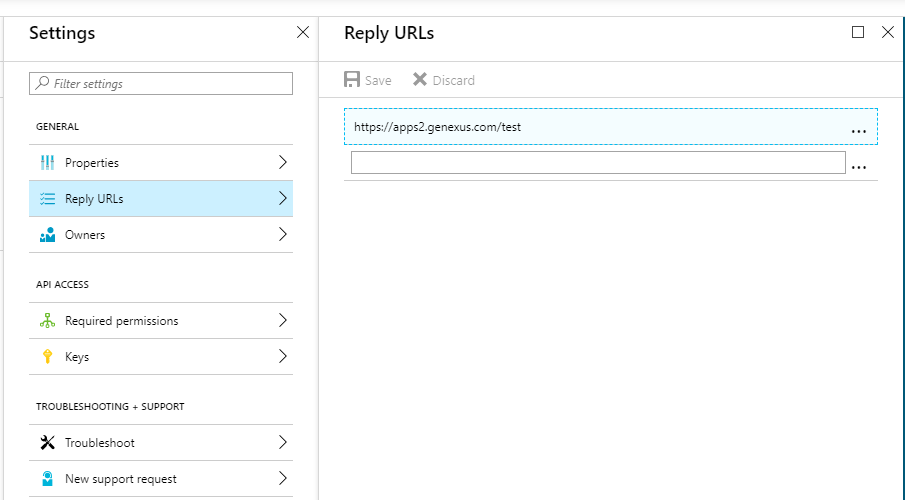 Settings
Filter settings
GENERAL
Properties
Reply URLs
Owners
API ACCESS
Required permissions
Keys
TROUBLESHOOTING + SUPPORT
Troubleshoot
New support request
Reply URLs
Save
Discard
https://apps2.genexus.com/test
...
...